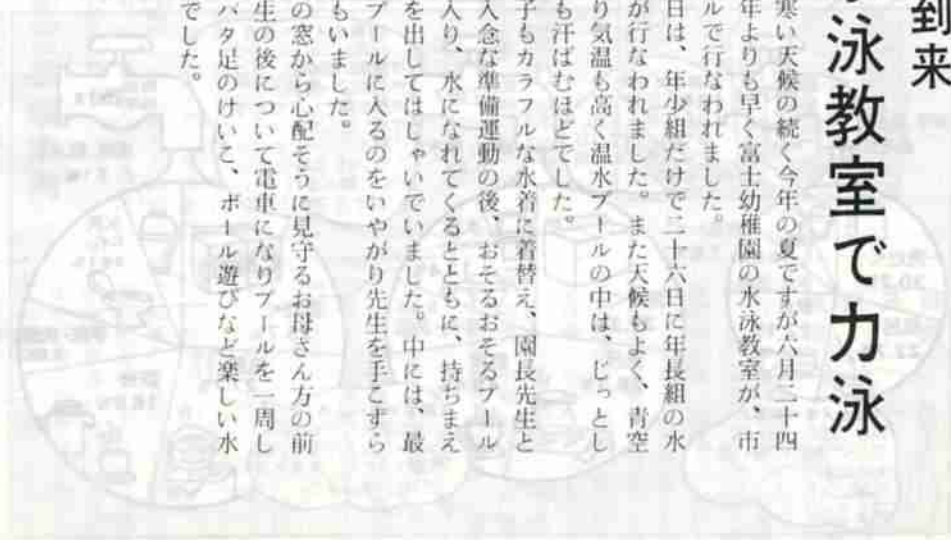 到来
泳教室で力泳
寒い天候の続く今年の夏ですが六月二十四
年よりも早く富士幼稚園の水泳教室が、市
ルで行なわれました。
日は、年少組だけで二十六日に年長組の水
が行なわれました。また天候もよく、青空
り気温も高く温水プールの中は、じっとし
も汗ばむほどでした。
子もカラフルな水着に着替え、園長先生と
入念な準備運動の後、おそるおそるプール
入り、水になれてくるとともに、持ちまえ
を出してはしゃいでいました。中には、最
プールに入るのをいやがり先生を手こずら
もいました。
の窓から心配そうに見守るお母さん方の前
生の後について電車になりプールを一周し
バタ足のけいこ、ボール遊びなど楽しい水
でした。